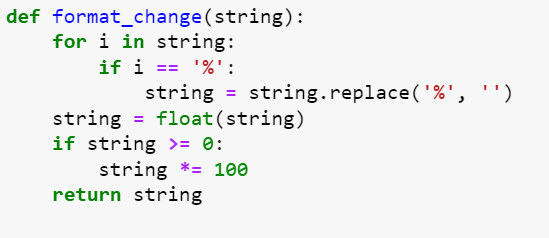 def format_change(string):
    for i in string:
        if i == '%':
            string = string.replace('%', '')
    string = float(string)
    if string >= 0:
        string *= 100
    return string